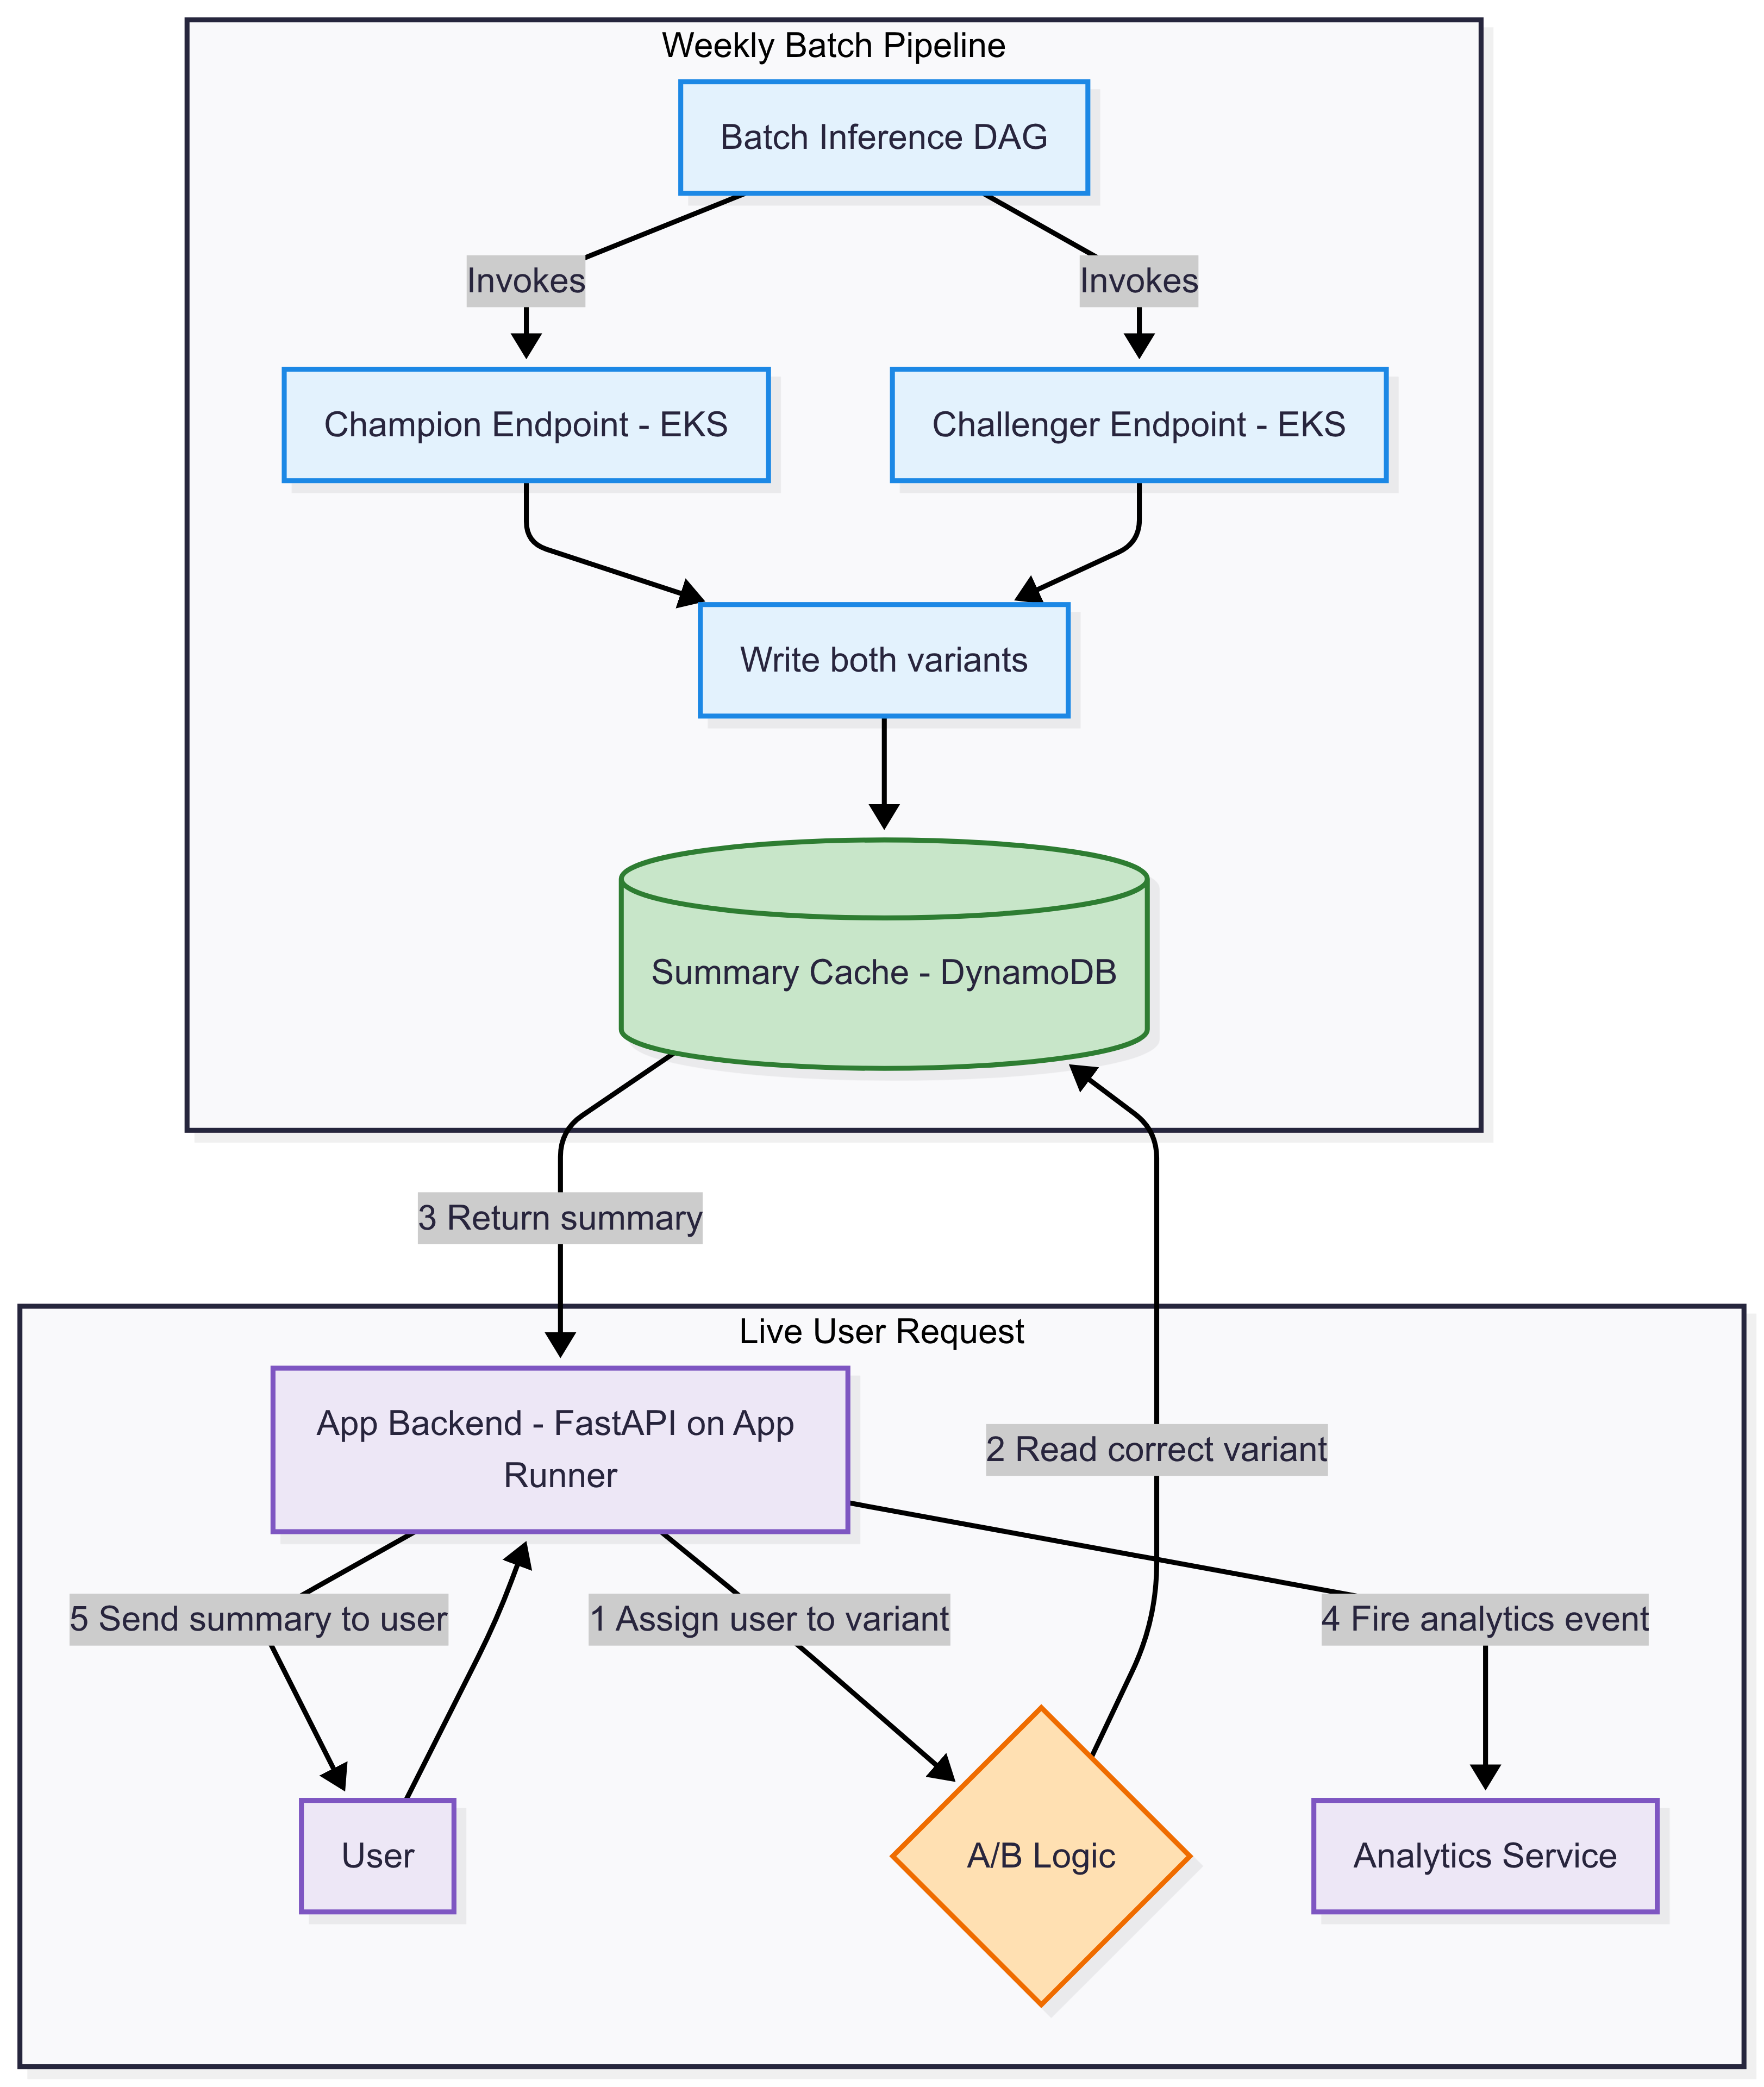 Weekly Batch Pipeline
Batch Inference DAG
Invokes
Invokes
Champion Endpoint - EKS
Challenger Endpoint - EKS
Write both variants
Summary Cache - DynamoDB
3 Return summary
Live User Request
App Backend - FastAPI on App
Runner
2 Read correct variant
5 Send summary to user
1 Assign user to variant
4 Fire analytics event
User
A/B Logic
Analytics Service